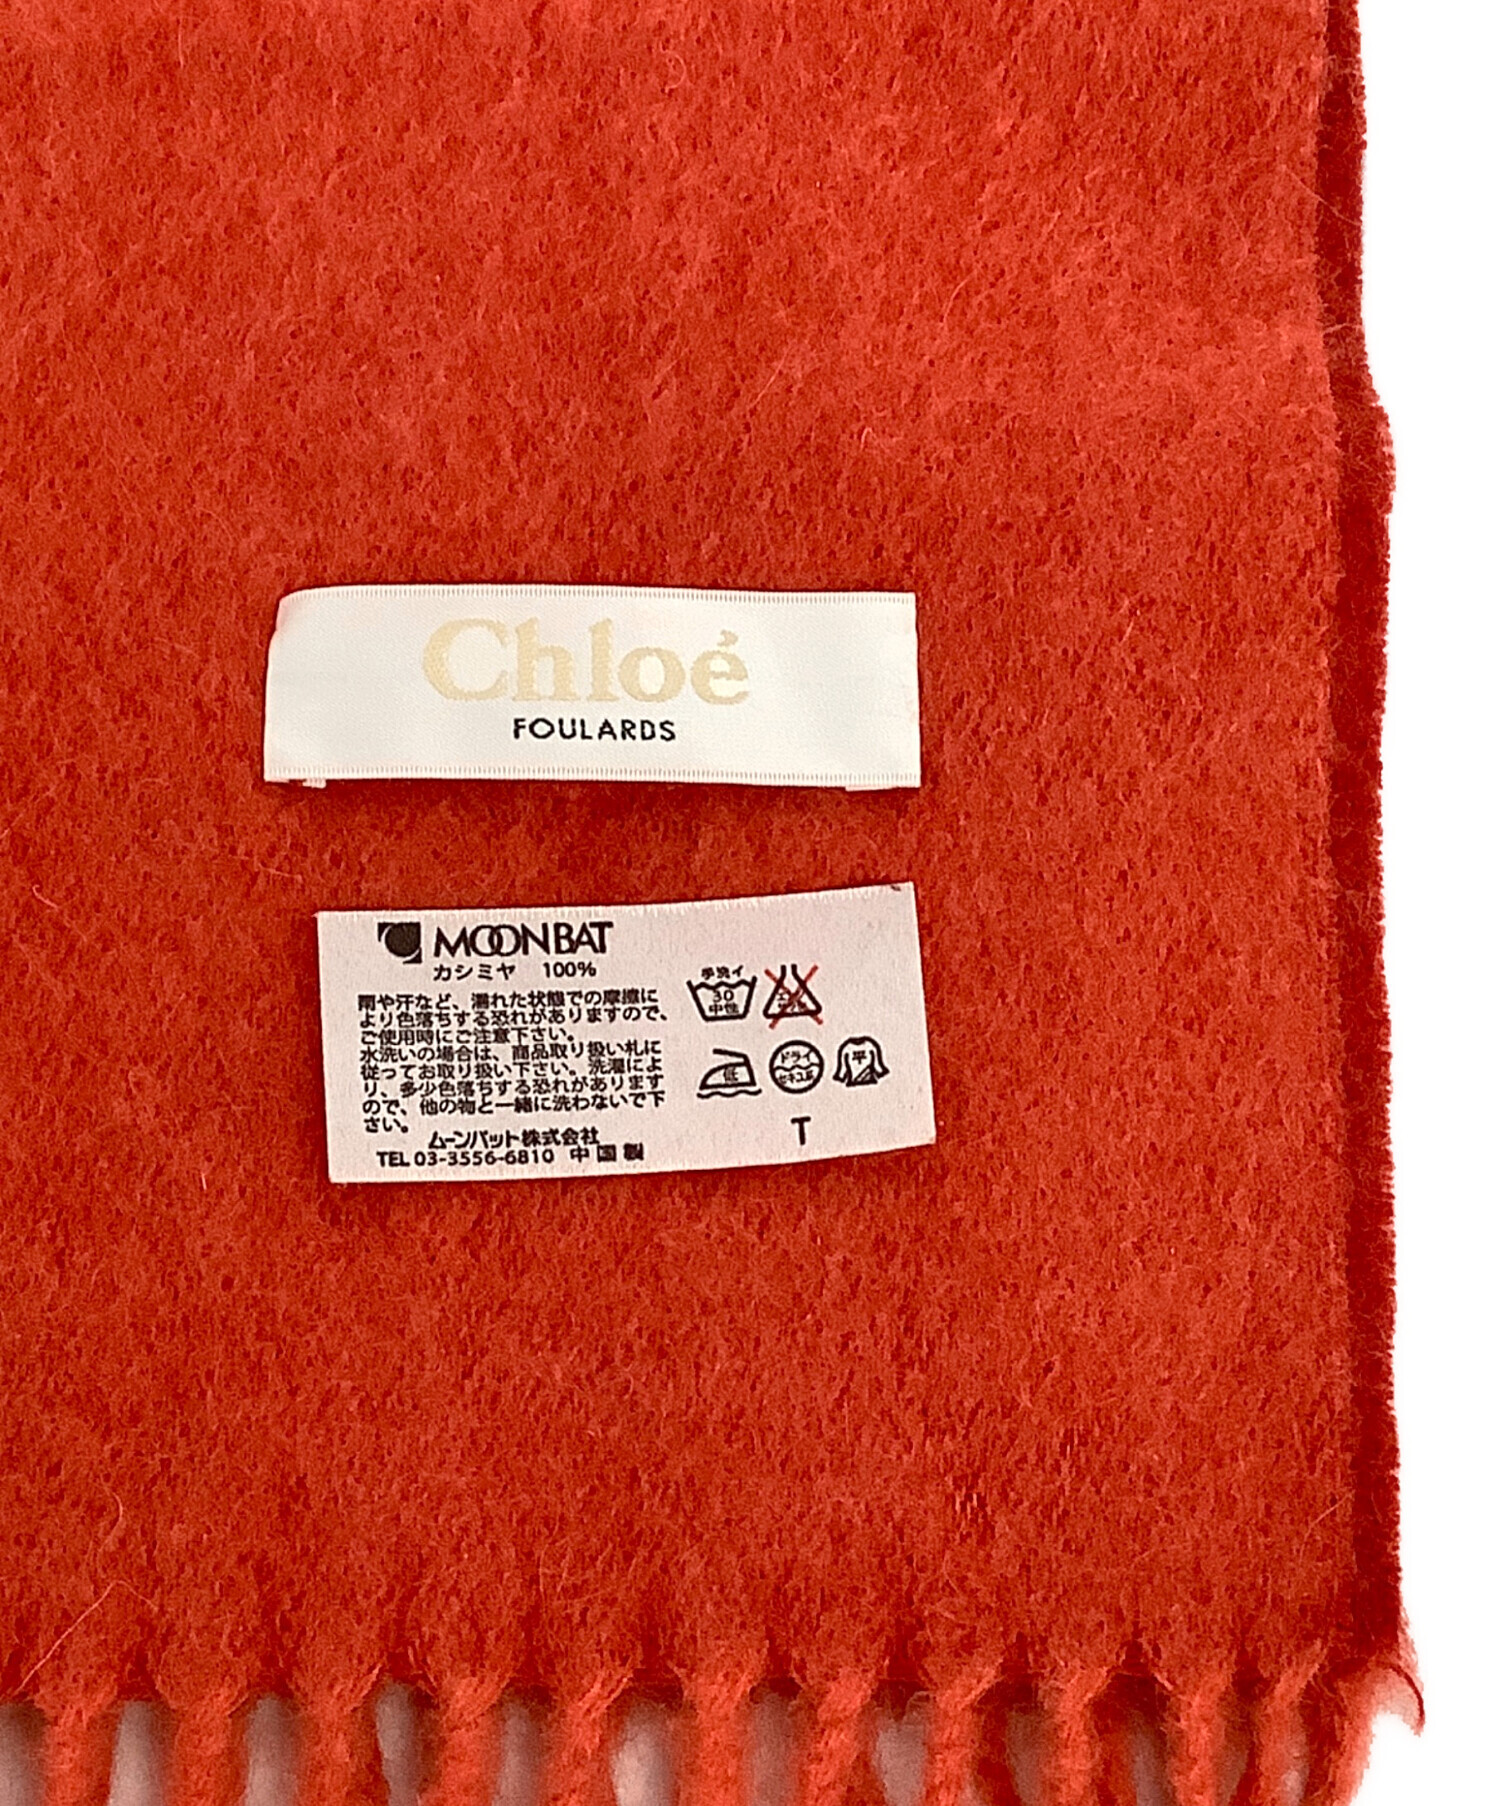 Chloé
FOULARDS
MOONBAT
カシミヤ 100%
雨や汗など、濡れた状態での摩擦に
より色落ちする恐れがありますので、
ご使用時にご注意下さい。
水洗いの場合は、商品取り扱い札に
従ってお取り扱い下さい。洗濯によ
り、多少色落ちする恐れがあります
ので、他の物と一緒に洗わないで下
さい。
ムーンバット株式会社
TEL 03-3556-6810 中国製
手洗イ
30
中性
低
ドライ
セキユ系
平
T